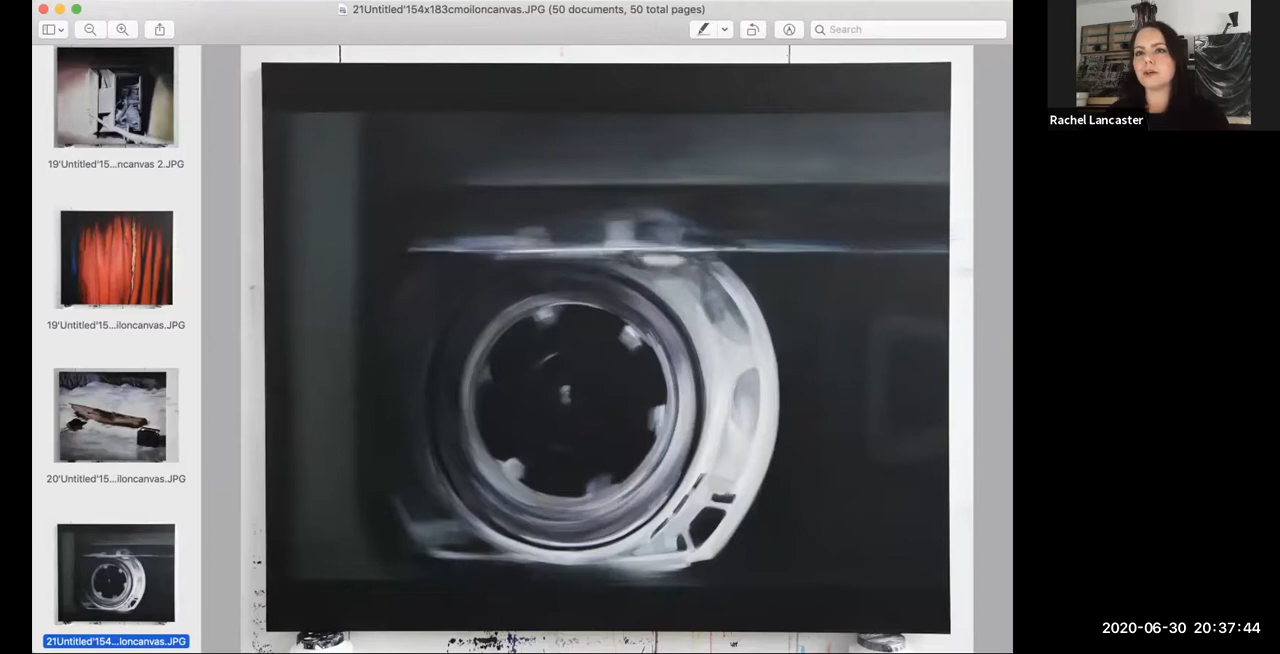 21Untitled'154x183cmoiloncanvas.JPG (50 documents, 50 total pages)
Search
19'Untitled'15...ncanvas 2.JPG
19'Untitled'15...iloncanvas.JPG
20'Untitled'15...iloncanvas.JPG
21Untitled'154...loncanvas.JPG
Rachel Lancaster
2020-06-30 20:37:44